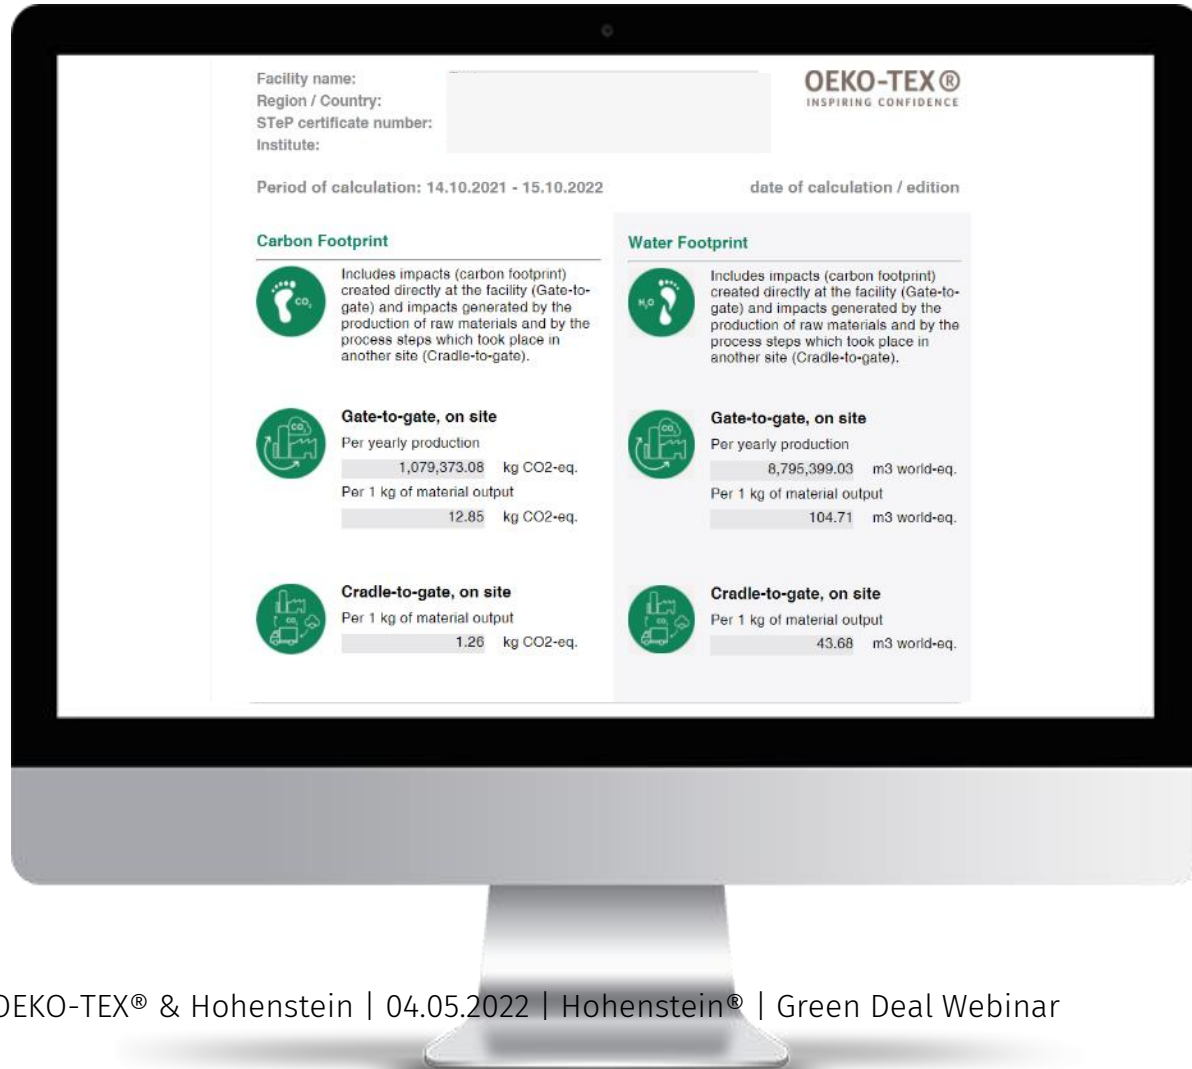 Facility name:
Region / Country:
STeP certificate number:
Institute:
OEKO-TEX®
INSPIRING CONFIDENCE
Period of calculation: 14.10.2021 - 15.10.2022
date of calculation / edition
Carbon Footprint
CO2
Includes impacts (carbon footprint)
created directly at the facility (Gate-to-
gate) and impacts generated by the
production of raw materials and by the
process steps which took place in
another site (Cradle-to-gate).
CO2
Gate-to-gate, on site
Per yearly production
1,079,373.08 kg CO2-eq.
Per 1 kg of material output
12.85 kg CO2-eq.
CO2
Cradle-to-gate, on site
Per 1 kg of material output
1.26 kg CO2-eq.
Water Footprint
H2O
Includes impacts (carbon footprint)
created directly at the facility (Gate-to-
gate) and impacts generated by the
production of raw materials and by the
process steps which took place in
another site (Cradle-to-gate).
CO2
Gate-to-gate, on site
Per yearly production
8,795,399.03 m3 world-eq.
Per 1 kg of material output
104.71 m3 world-eq.
CO2
Cradle-to-gate, on site
Per 1 kg of material output
43.68 m3 world-eq.
OEKO-TEX® & Hohenstein | 04.05.2022 | Hohenstein® | Green Deal Webinar